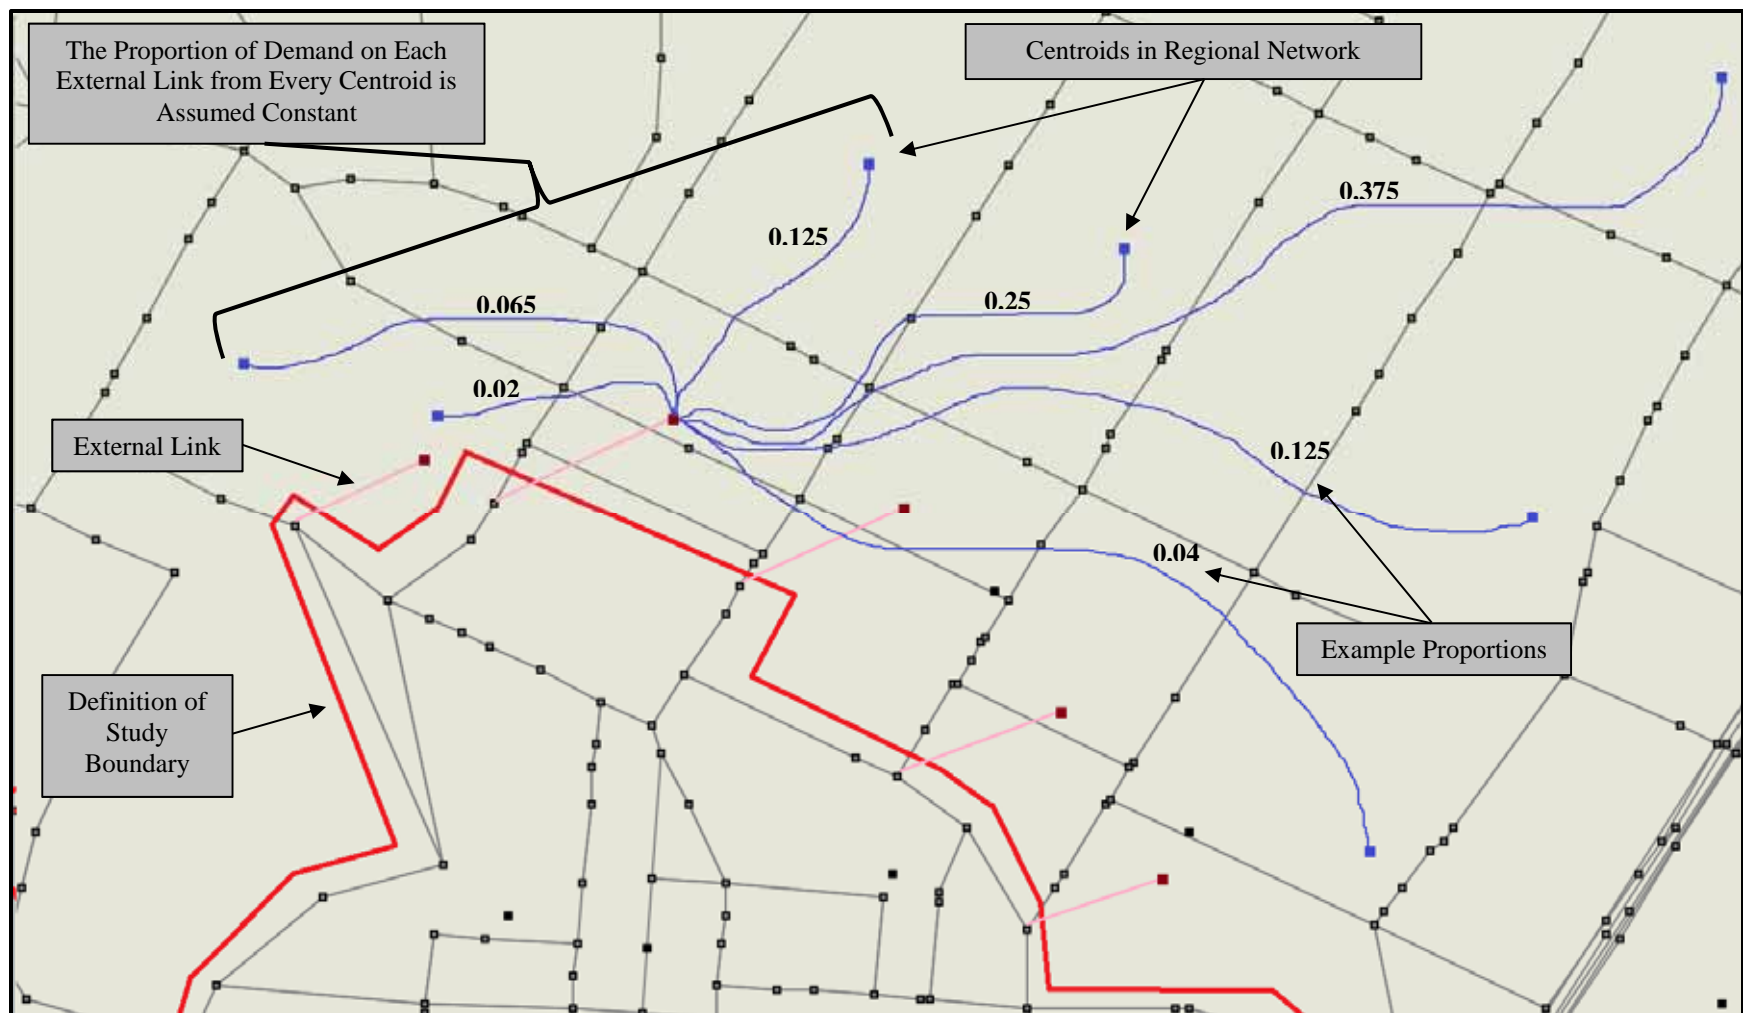 The Proportion of Demand on Each
External Link from Every Centroid is
Assumed Constant
Centroids in Regional Network
0.375
0.125
0.25
0.065
0.02
External Link
0.125
0.04
Example Proportions
Definition of
Study
Boundary